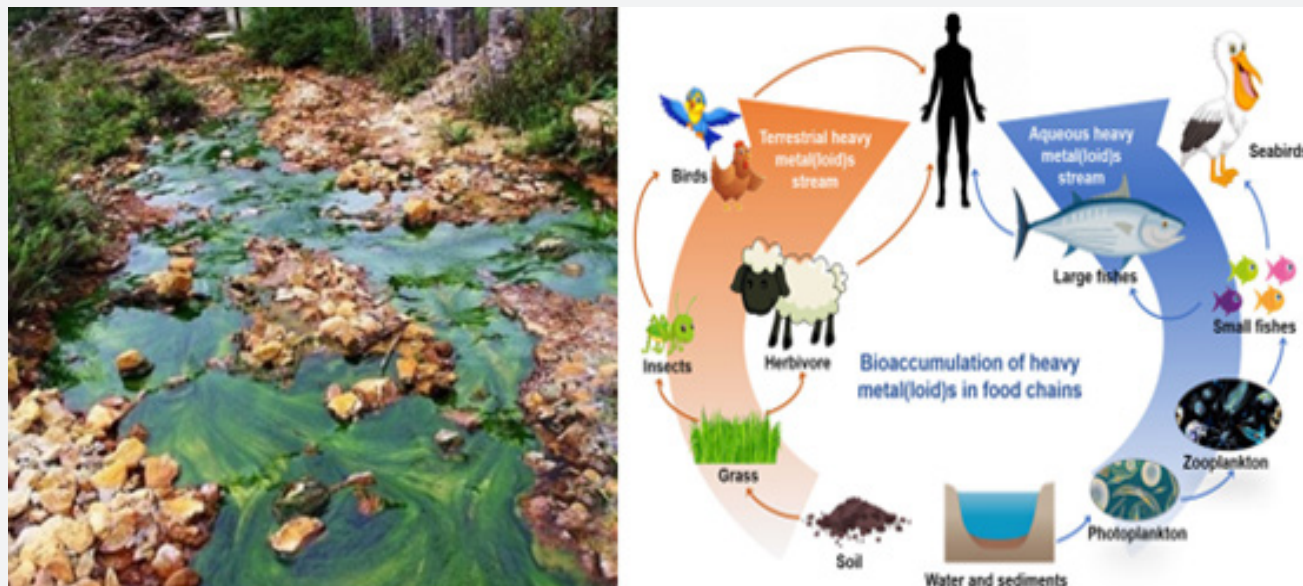 Terrestrial heavy
metal(loid)s
stream
Aqueous heavy
metal(loid)s
stream
Birds
Seabirds
Large fishes
Small fishes
Insects
Herbivore
Bioaccumulation of heavy
metal(loid)s in food chains
Grass
Zooplankton
Photoplankton
Soil
Water and sediments